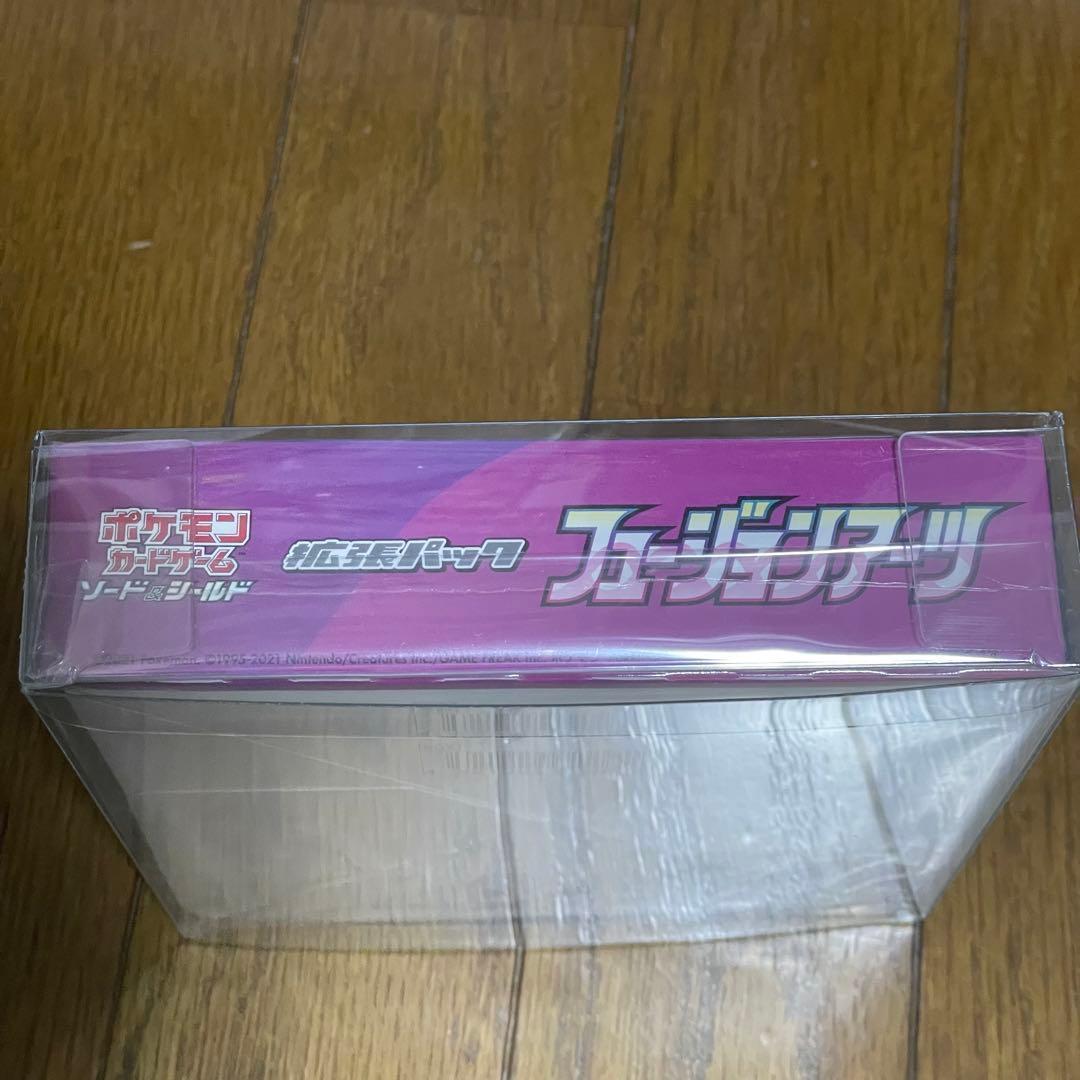 ポケモン
カードゲーム
ソード&シールド
拡張パック
フュージョンアーツ
©1995-2021 Nintendo/Creatures Inc./GAME FREAK Inc.